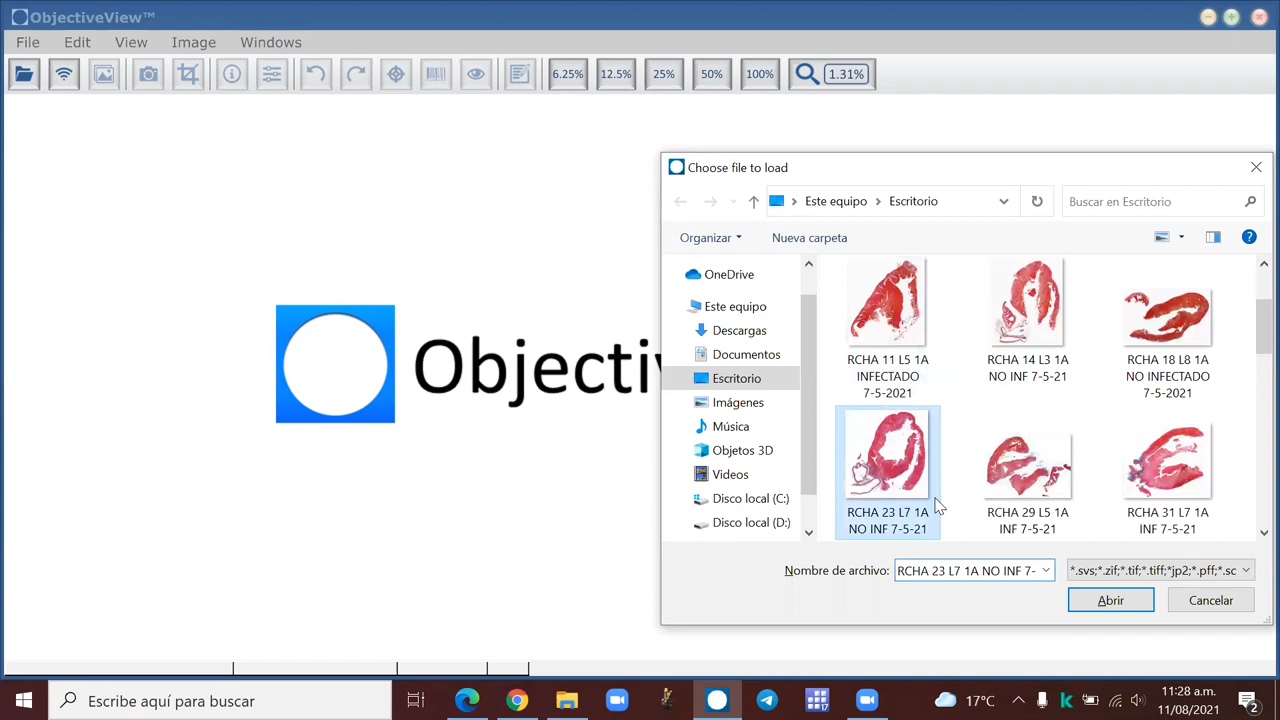 ObjectiveView™
File Edit View Image Windows
6.25% 12.5% 25% 50% 100% 1.31%
Objectiv
Choose file to load
Este equipo Escritorio
Buscar en Escritorio
Organizar Nueva carpeta
OneDrive
Este equipo
Descargas
Documentos
Escritorio
Imágenes
Música
Objetos 3D
Videos
Disco local (C:)
Disco local (D:)
RCHA 11 L5 1A
INFECTADO
7-5-2021
RCHA 14 L3 1A
NO INF 7-5-21
RCHA 18 L8 1A
NO INFECTADO
7-5-2021
RCHA 23 L7 1A
NO INF 7-5-21
RCHA 29 L5 1A
INF 7-5-21
RCHA 31 L7 1A
INF 7-5-21
Nombre de archivo: RCHA 23 L7 1A NO INF 7- *.svs;*.zif;*.tif;*.tiff;*jp2;*.pff;*.sc
Abrir Cancelar
Escribe aquí para buscar
17
17°C
11:28 a.m.
11/08/2021
2